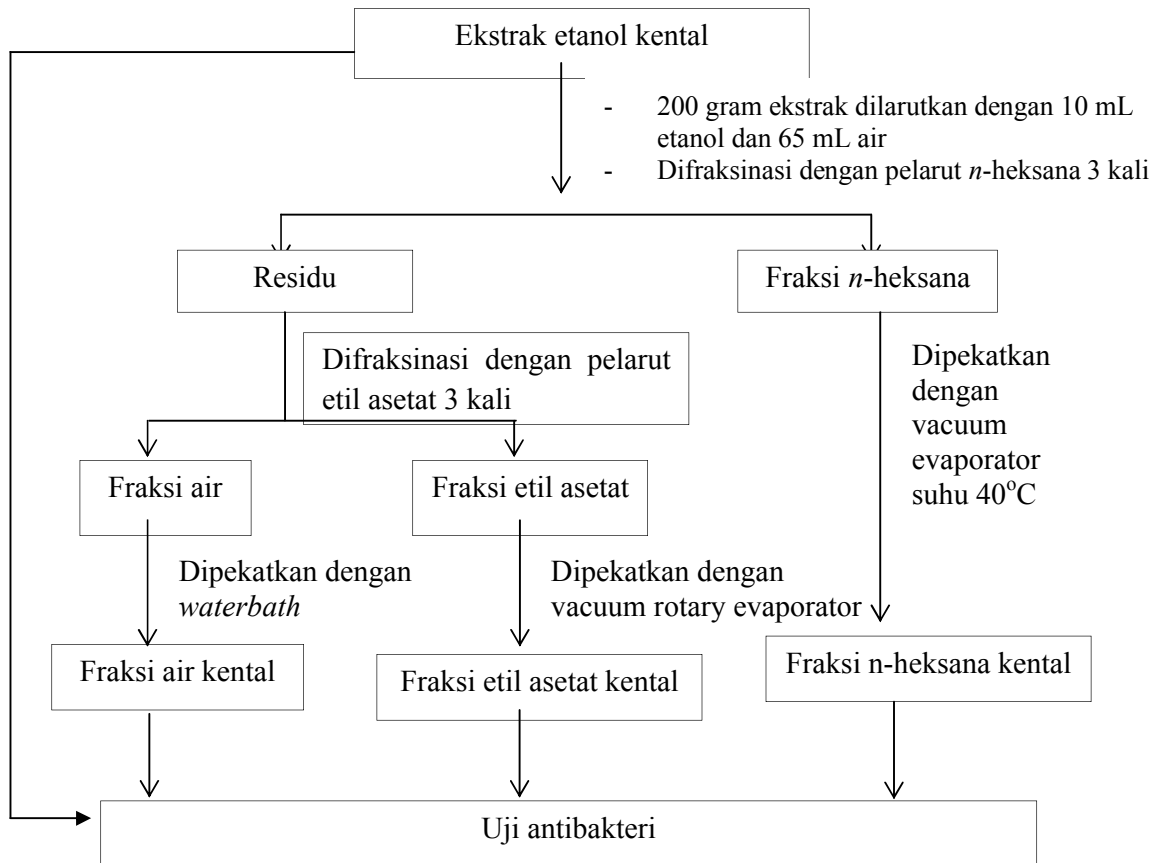 Ekstrak etanol kental
- 200 gram ekstrak dilarutkan dengan 10 mL
etanol dan 65 mL air
- Difraksinasi dengan pelarut n-heksana 3 kali
Residu
Fraksi n-heksana
Difraksinasi dengan pelarut
etil asetat 3 kali
Dipekatkan
dengan
vacuum
evaporator
suhu 40°C
Fraksi air
Fraksi etil asetat
Dipekatkan dengan
waterbath
Dipekatkan dengan
vacuum rotary evaporator
Fraksi air kental
Fraksi etil asetat kental
Fraksi n-heksana kental
Uji antibakteri